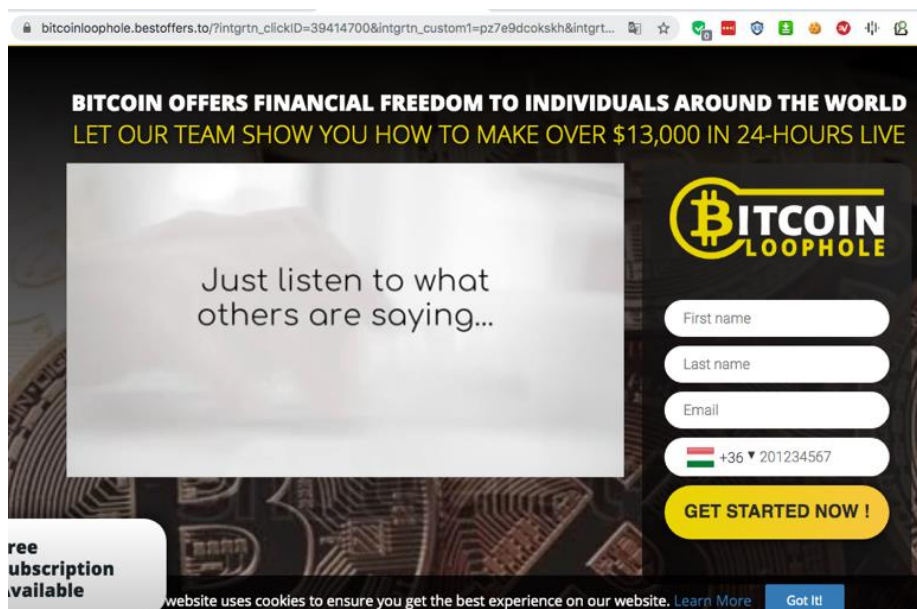 bitcoinloophole.bestoffers.to/?intgrtn_clickID=39414700&intgrtn_custom1=pz7e9dcokskh&intgrt...
0
BITCOIN OFFERS FINANCIAL FREEDOM TO INDIVIDUALS AROUND THE WORLD
LET OUR TEAM SHOW YOU HOW TO MAKE OVER $13,000 IN 24-HOURS LIVE
Just listen to what
others are saying...
BITCOIN
LOOPHOLE
First name
Last name
Email
+36 ▼ 201234567
GET STARTED NOW !
ree
ubscription
vailable
website uses cookies to ensure you get the best experience on our website. Learn More Got It!